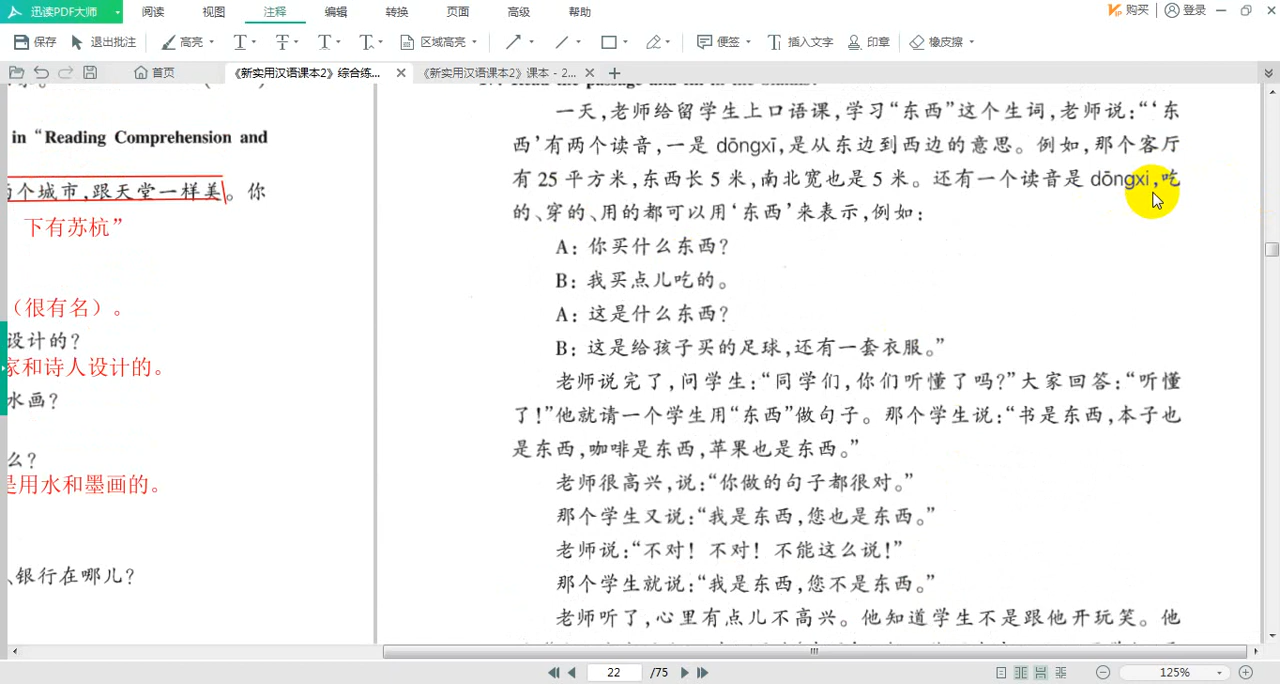 迅读PDF大师 阅读 视图 注释 编辑 转换 页面 高级 帮助 购买 登录
保存 退出批注 高亮 区域高亮 便签 插入文字 印章 橡皮擦
首页 《新实用汉语课本2》综合练... 《新实用汉语课本2》课本 - 2...
in “Reading Comprehension and
个城市,跟天堂一样美。你
下有苏杭”
（很有名）。
设计的?
家和诗人设计的。
水画?
么?
是用水和墨画的。
、银行在哪儿?
一天,老师给留学生上口语课,学习“东西”这个生词,老师说:“‘东
西’有两个读音,一是 dōngxī,是从东边到西边的意思。例如,那个客厅
有 25 平方米,东西长 5 米,南北宽也是 5 米。还有一个读音是 dōngxi,吃
的、穿的、用的都可以用‘东西’来表示,例如:
A: 你买什么东西?
B: 我买点儿吃的。
A: 这是什么东西?
B: 这是给孩子买的足球,还有一套衣服。”
老师说完了,问学生:“同学们,你们听懂了吗?”大家回答:“听懂
了!”他就请一个学生用“东西”做句子。那个学生说:“书是东西,本子也
是东西,咖啡是东西,苹果也是东西。”
老师很高兴,说:“你做的句子都很对。”
那个学生又说:“我是东西,您也是东西。”
老师说:“不对! 不对! 不能这么说!”
那个学生就说:“我是东西,您不是东西。”
老师听了,心里有点儿不高兴。他知道学生不是跟他开玩笑。他
22 /75 125%